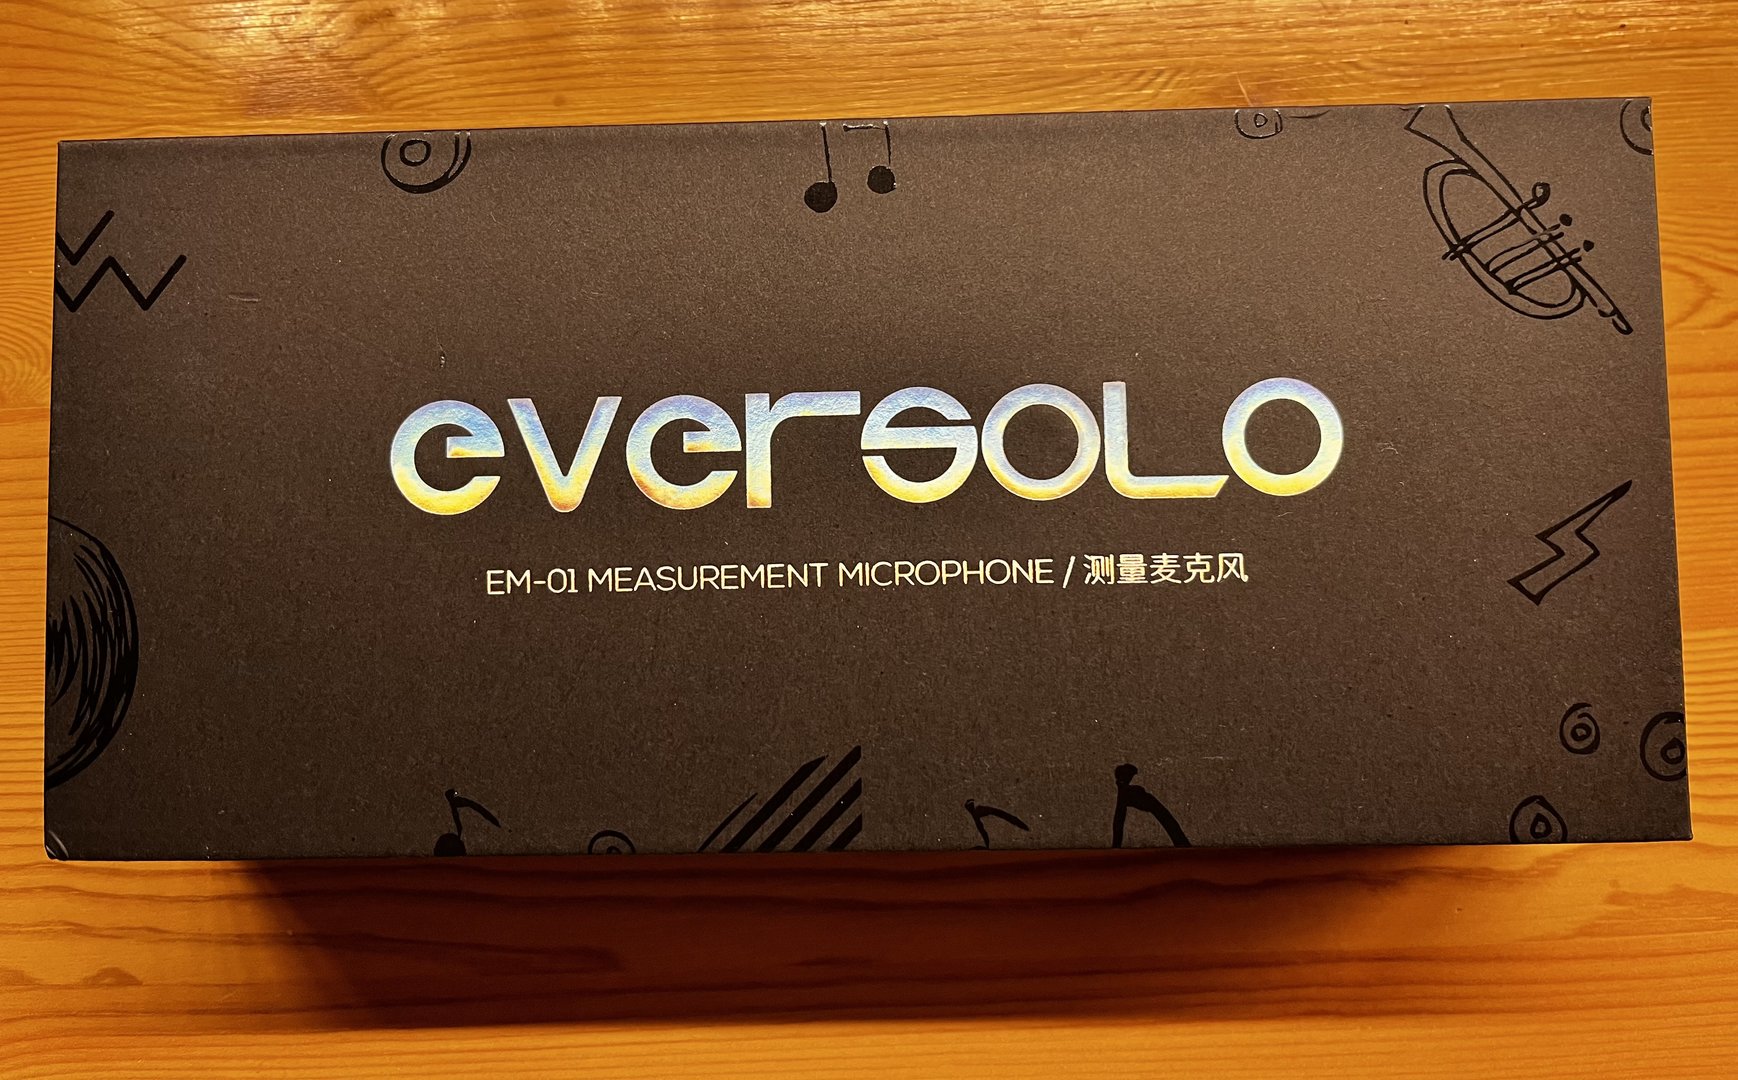 eversolo
EM-01 MEASUREMENT MICROPHONE / 测量麦克风